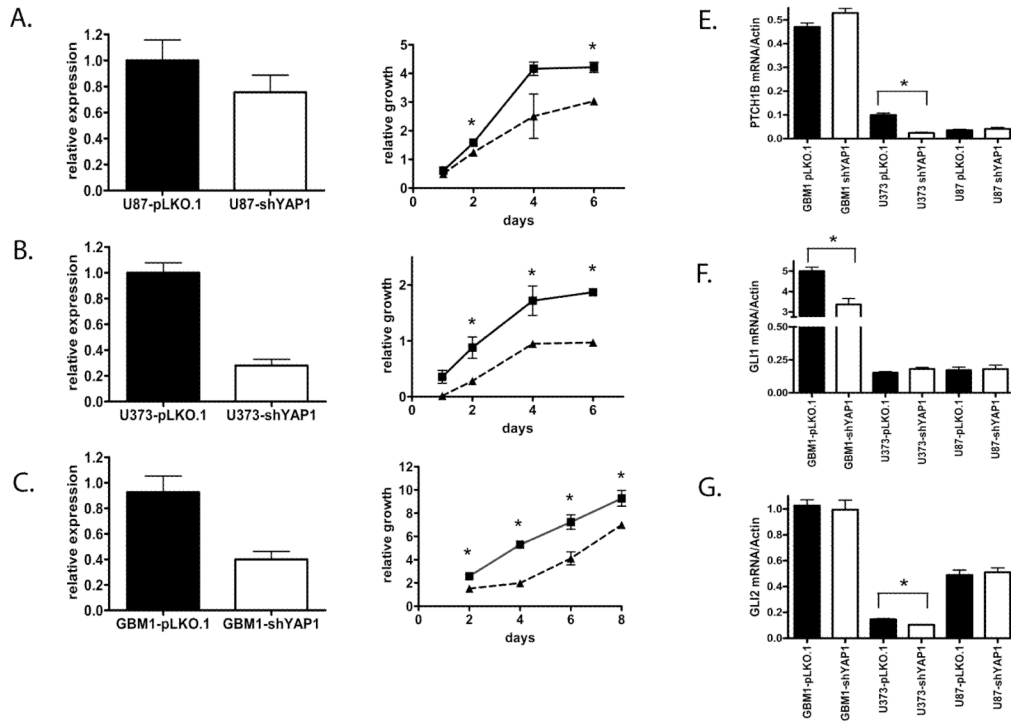 A.
relative expression
1.2
1.0
0.8
0.6
0.4
0.2
0.0
U87-pLKO.1
U87-shYAP1
relative growth
5
4
3
2
1
0
*
*
0
2
4
6
days
B.
relative expression
1.2
1.0
0.8
0.6
0.4
0.2
0.0
U373-pLKO.1
U373-shYAP1
relative growth
2
1
0
*
*
*
0
2
4
6
days
C.
relative expression
1.2
1.0
0.8
0.6
0.4
0.2
0.0
GBM1-pLKO.1
GBM1-shYAP1
relative growth
12
10
8
6
4
2
0
*
*
*
*
0
2
4
6
8
days
E.
PTCH1B mRNA/Actin
0.5
0.4
0.3
0.2
0.1
0.0
*
GBM1 pLKO.1
GBM1 shYAP1
U373 pLKO.1
U373 shYAP1
U87 pLKO.1
U87 shYAP1
F.
GLI1 mRNA/Actin
5
4
3
0.50
0.25
0.00
*
GBM1-pLKO.1
GBM1-shYAP1
U373-pLKO.1
U373-shYAP1
U87-pLKO.1
U87-shYAP1
G.
GLI2 mRNA/Actin
1.0
0.8
0.6
0.4
0.2
0.0
*
GBM1-pLKO.1
GBM1-shYAP1
U373-pLKO.1
U373-shYAP1
U87-pLKO.1
U87-shYAP1